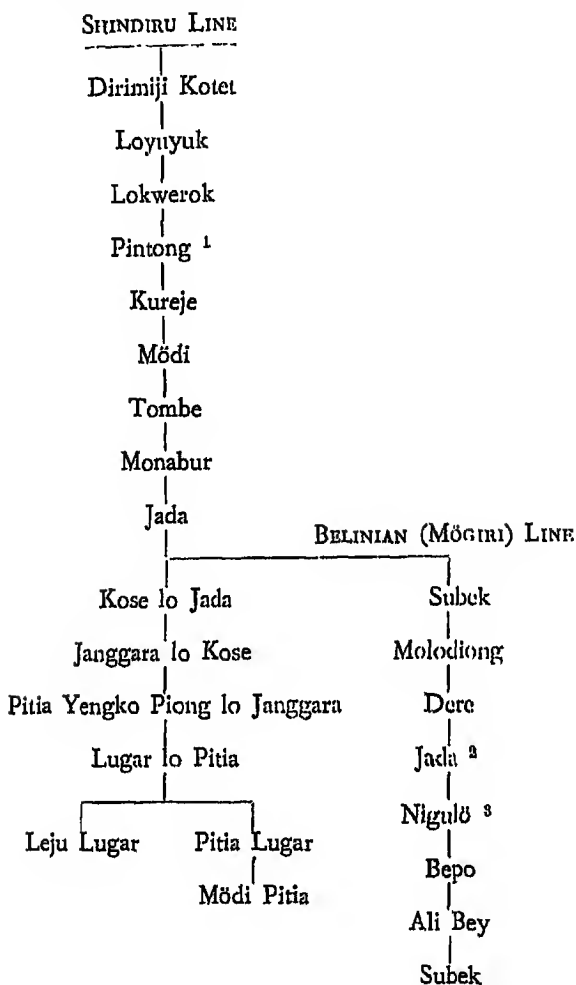 SHINDIRU LINE
Dirimiji Kotet
Loyuyuk
Lokwerok
Pintong ¹
Kureje
Mödi
Tombe
Monabur
Jada
BELINIAN (MÖGIRI) LINE
Kose lo Jada Subek
Janggara lo Kose Molodiong
Pitia Yengko Piong lo Janggara Dere
Lugar lo Pitia Jada ²
Nigulö ³
Leju Lugar Pitia Lugar
Bepo
Mödi Pitia
Ali Bey
Subek